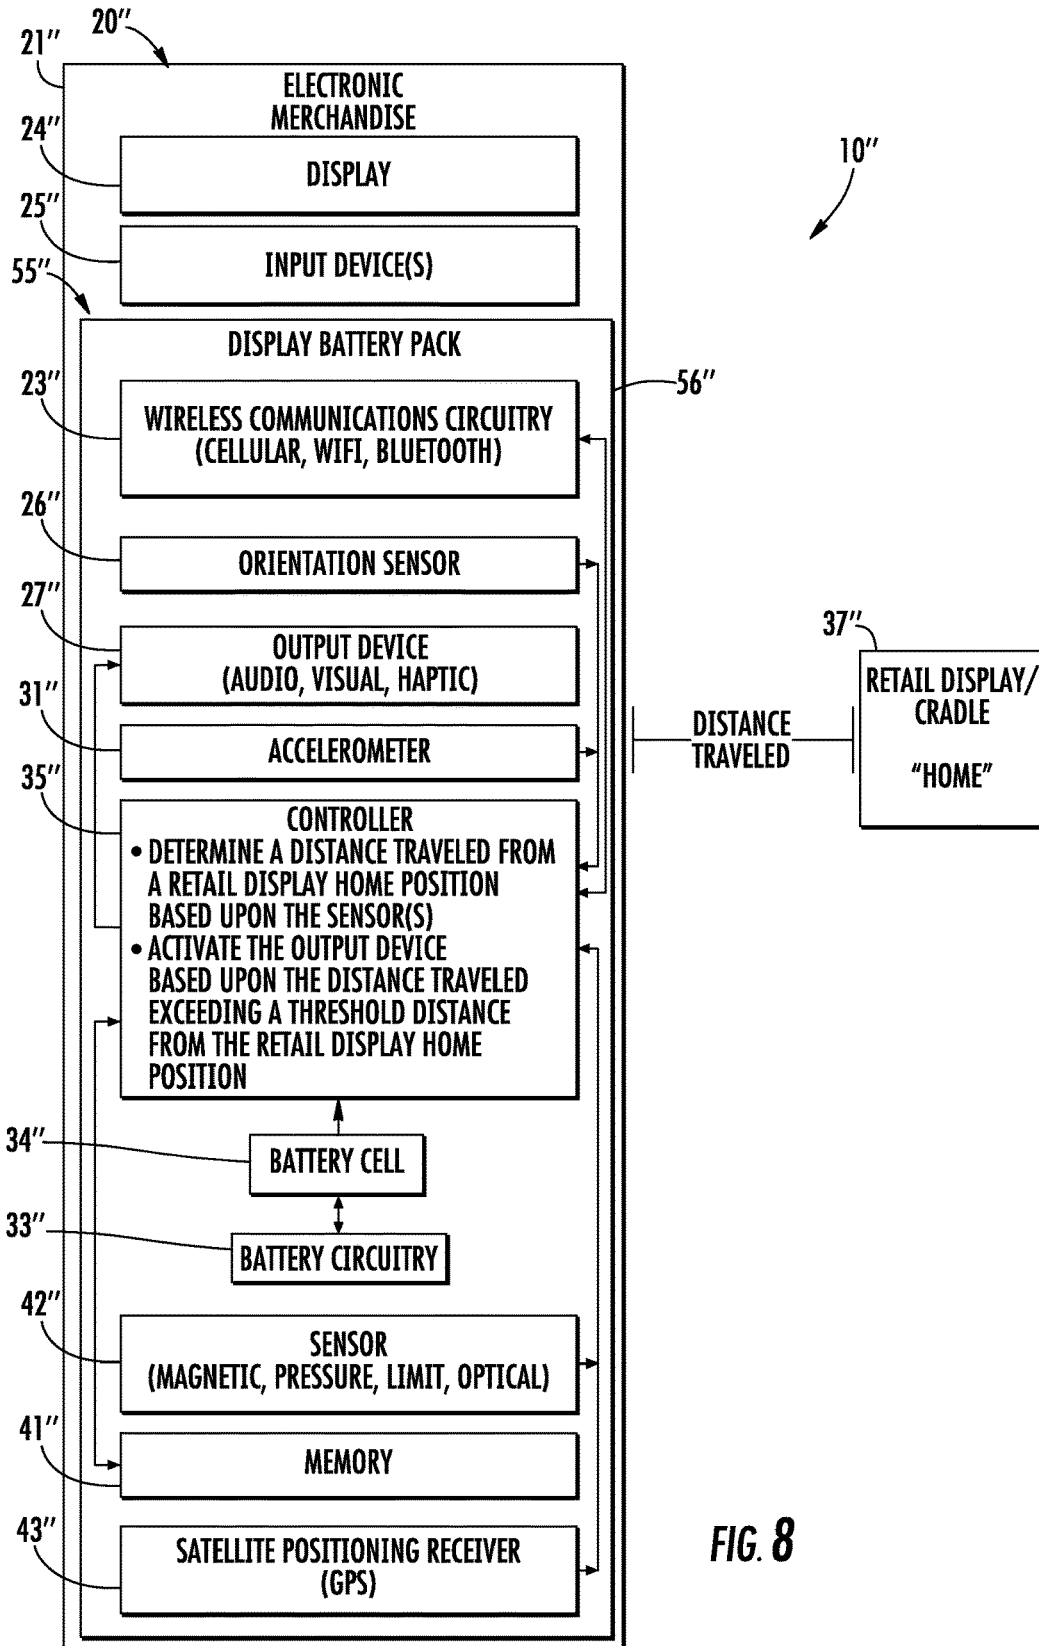 20″
21″
ELECTRONIC
MERCHANDISE
24″
DISPLAY
10″
25″
INPUT DEVICE(S)
55″
DISPLAY BATTERY PACK
56″
23″
WIRELESS COMMUNICATIONS CIRCUITRY
(CELLULAR, WIFI, BLUETOOTH)
26″
ORIENTATION SENSOR
27″
OUTPUT DEVICE
(AUDIO, VISUAL, HAPTIC)
37″
RETAIL DISPLAY/
CRADLE
“HOME”
DISTANCE
TRAVELED
31″
ACCELEROMETER
35″
CONTROLLER
• DETERMINE A DISTANCE TRAVELED FROM
A RETAIL DISPLAY HOME POSITION
BASED UPON THE SENSOR(S)
• ACTIVATE THE OUTPUT DEVICE
BASED UPON THE DISTANCE TRAVELED
EXCEEDING A THRESHOLD DISTANCE
FROM THE RETAIL DISPLAY HOME
POSITION
34″
BATTERY CELL
33″
BATTERY CIRCUITRY
42″
SENSOR
(MAGNETIC, PRESSURE, LIMIT, OPTICAL)
41″
MEMORY
43″
SATELLITE POSITIONING RECEIVER
(GPS)
FIG. 8